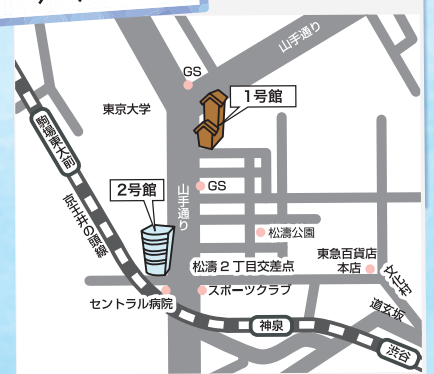 山手通り
GS
東京大学
1号館
駒場東大前
2号館
GS
山手通り
京王井の頭線
松濤公園
松濤2丁目交差点
東急百貨店
本店
文化村
セントラル病院
スポーツクラブ
道玄坂
神泉
渋谷